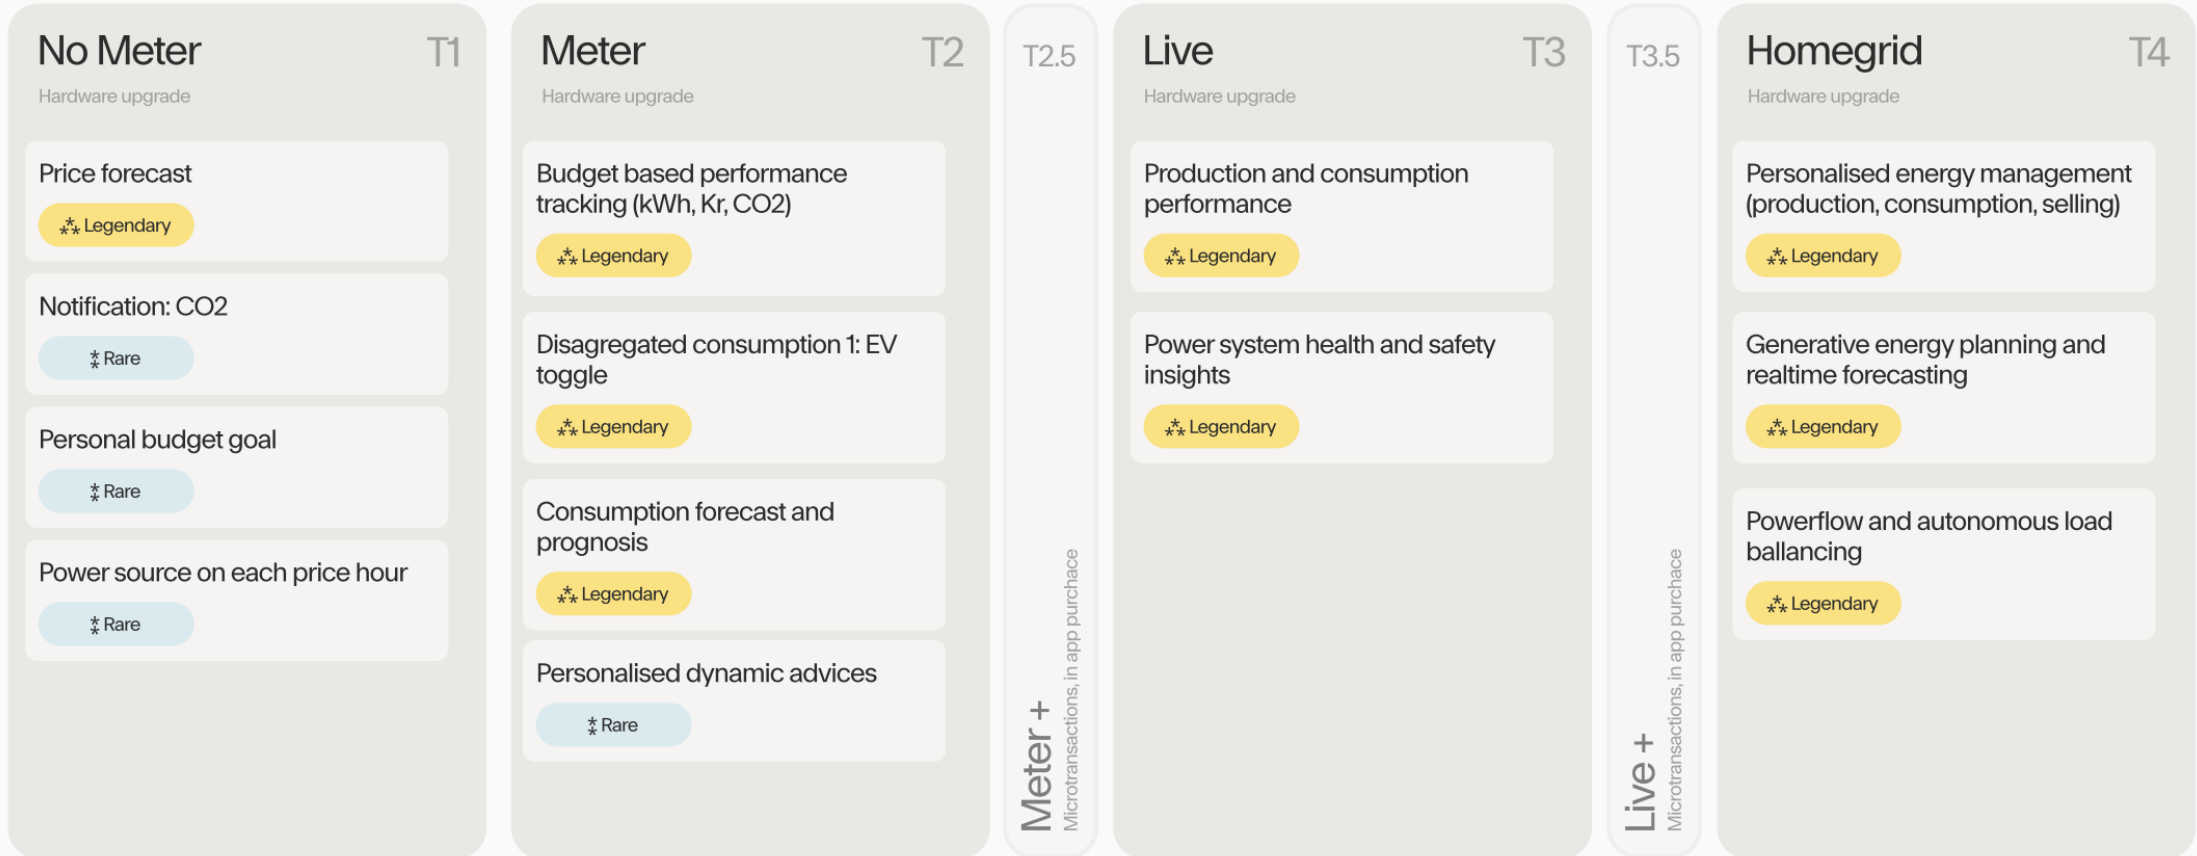 No Meter
T1
Hardware upgrade
Price forecast
Legendary
Notification: CO2
Rare
Personal budget goal
Rare
Power source on each price hour
Rare
Meter
T2
Hardware upgrade
Budget based performance
tracking (kWh, Kr, CO2)
Legendary
Disagregated consumption 1: EV
toggle
Legendary
Consumption forecast and
prognosis
Legendary
Personalised dynamic advices
Rare
T2.5
Meter +
Microtransactions, in app purchace
Live
T3
Hardware upgrade
Production and consumption
performance
Legendary
Power system health and safety
insights
Legendary
T3.5
Live +
Microtransactions, in app purchace
Homegrid
T4
Hardware upgrade
Personalised energy management
(production, consumption, selling)
Legendary
Generative energy planning and
realtime forecasting
Legendary
Powerflow and autonomous load
ballancing
Legendary